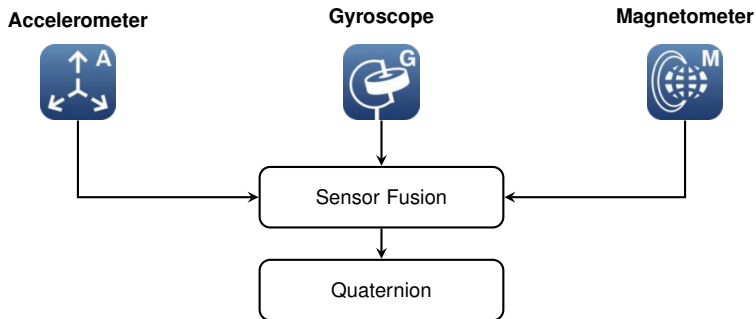 Accelerometer
Gyroscope
Magnetometer
A
G
M
Sensor Fusion
Quaternion